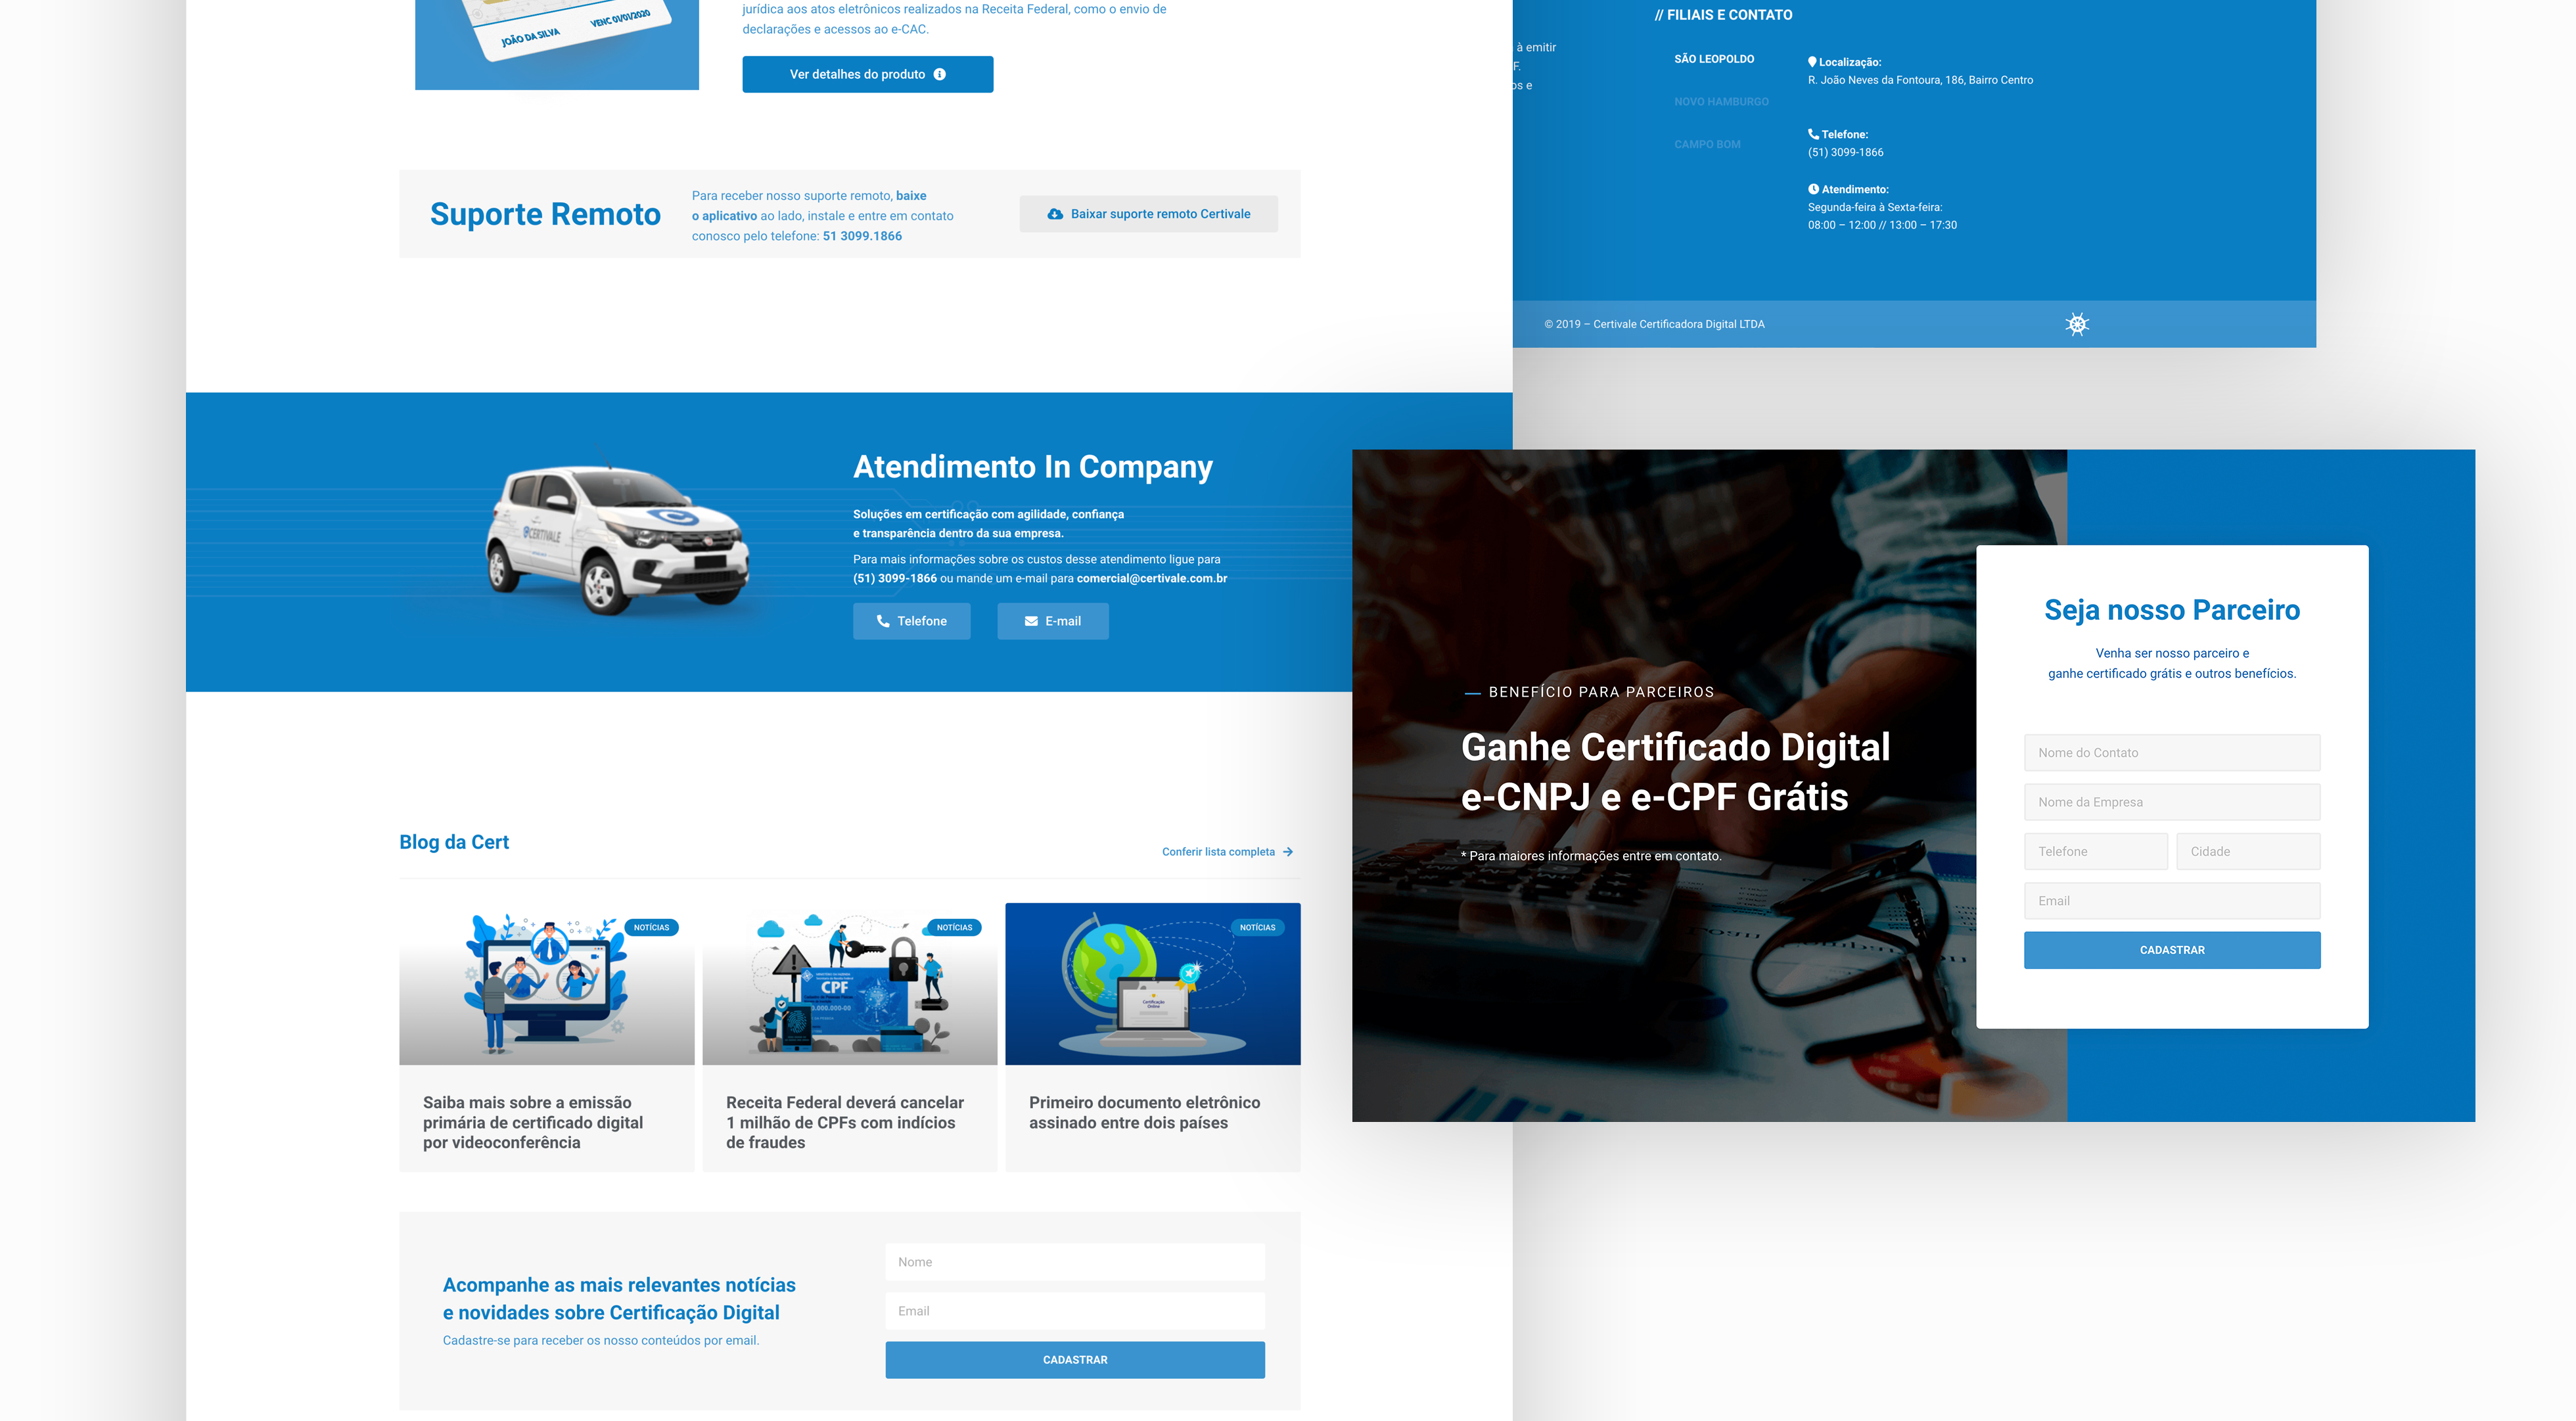 JOÃO DA SILVA
VENC 01/01/2020
jurídica aos atos eletrônicos realizados na Receita Federal, como o envio de
declarações e acessos ao e-CAC.
Ver detalhes do produto
Suporte Remoto
Para receber nosso suporte remoto, baixe
o aplicativo ao lado, instale e entre em contato
conosco pelo telefone: 51 3099.1866
Baixar suporte remoto Certivale
CERTIVALE
Atendimento In Company
Soluções em certificação com agilidade, confiança
e transparência dentro da sua empresa.
Para mais informações sobre os custos desse atendimento ligue para
(51) 3099-1866 ou mande um e-mail para comercial@certivale.com.br
Telefone
E-mail
Blog da Cert
Conferir lista completa
NOTÍCIAS
Saiba mais sobre a emissão
primária de certificado digital
por videoconferência
NOTÍCIAS
CPF
.000.000-00
Receita Federal deverá cancelar
1 milhão de CPFs com indícios
de fraudes
NOTÍCIAS
Certificação
Online
Primeiro documento eletrônico
assinado entre dois países
Acompanhe as mais relevantes notícias
e novidades sobre Certificação Digital
Cadastre-se para receber os nosso conteúdos por email.
Nome
Email
CADASTRAR
à emitir
F.
os e
// FILIAIS E CONTATO
SÃO LEOPOLDO
NOVO HAMBURGO
CAMPO BOM
Localização:
R. João Neves da Fontoura, 186, Bairro Centro
Telefone:
(51) 3099-1866
Atendimento:
Segunda-feira à Sexta-feira:
08:00 – 12:00 // 13:00 – 17:30
© 2019 – Certivale Certificadora Digital LTDA
BENEFÍCIO PARA PARCEIROS
Ganhe Certificado Digital
e-CNPJ e e-CPF Grátis
* Para maiores informações entre em contato.
Seja nosso Parceiro
Venha ser nosso parceiro e
ganhe certificado grátis e outros benefícios.
Nome do Contato
Nome da Empresa
Telefone
Cidade
Email
CADASTRAR